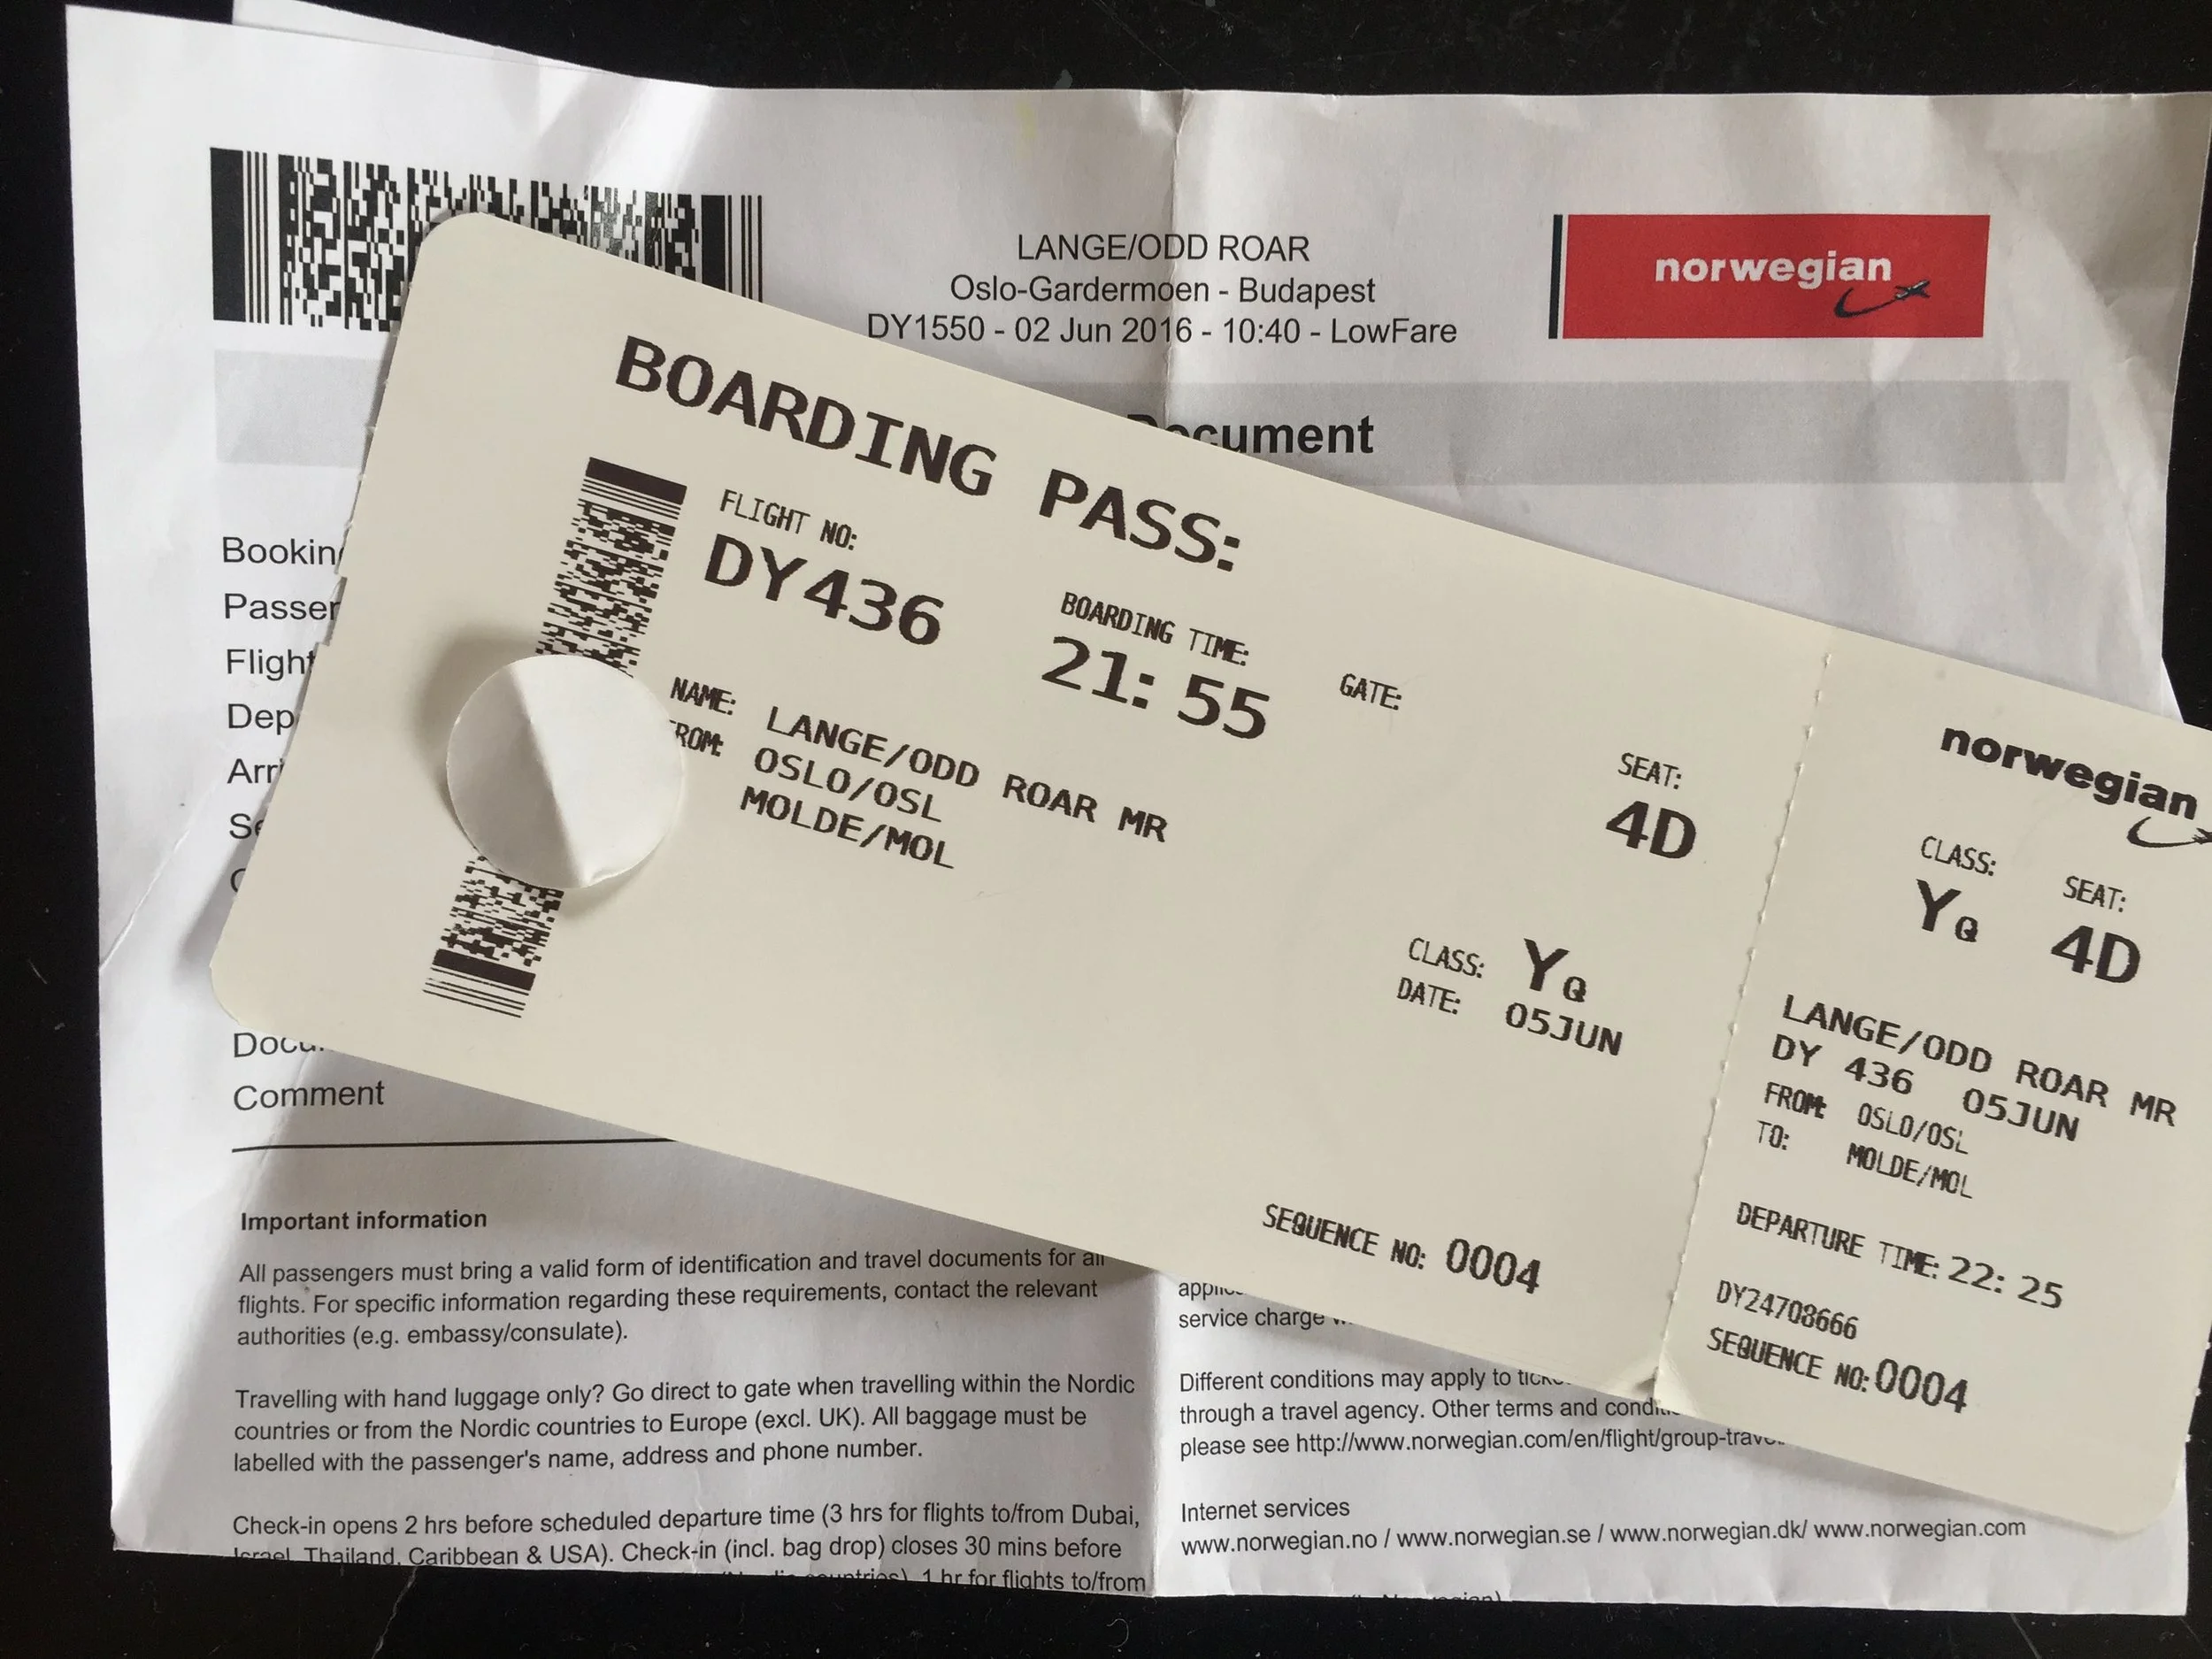 LANGE/ODD ROAR
Oslo-Gardermoen - Budapest
DY1550 - 02 Jun 2016 - 10:40 - LowFare
norwegian
BOARDING PASS:
FLIGHT NO:
DY436
BOARDING TIME:
21:55
GATE:
NAME: LANGE/ODD ROAR MR
OSLO/OSL
MOLDE/MOL
SEAT:
4D
CLASS: YQ
DATE: 05JUN
SEQUENCE NO: 0004
norwegian
CLASS: SEAT:
YQ 4D
LANGE/ODD ROAR MR
DY 436 05JUN
FROM: OSLO/OSL
TO: MOLDE/MOL
DEPARTURE TIME: 22:25
DY24708666
SEQUENCE NO: 0004
Comment
Important information
All passengers must bring a valid form of identification and travel documents for all
flights. For specific information regarding these requirements, contact the relevant
authorities (e.g. embassy/consulate).
Travelling with hand luggage only? Go direct to gate when travelling within the Nordic
countries or from the Nordic countries to Europe (excl. UK). All baggage must be
labelled with the passenger's name, address and phone number.
Check-in opens 2 hrs before scheduled departure time (3 hrs for flights to/from Dubai,
Israel, Thailand, Caribbean & USA). Check-in (incl. bag drop) closes 30 mins before
1 hr for flights to/from
service charge
Different conditions may apply to
through a travel agency. Other terms and
please see http://www.norwegian.com/en/flight/group-trav
Internet services
www.norwegian.no / www.norwegian.se / www.norwegian.dk/ www.norwegian.com